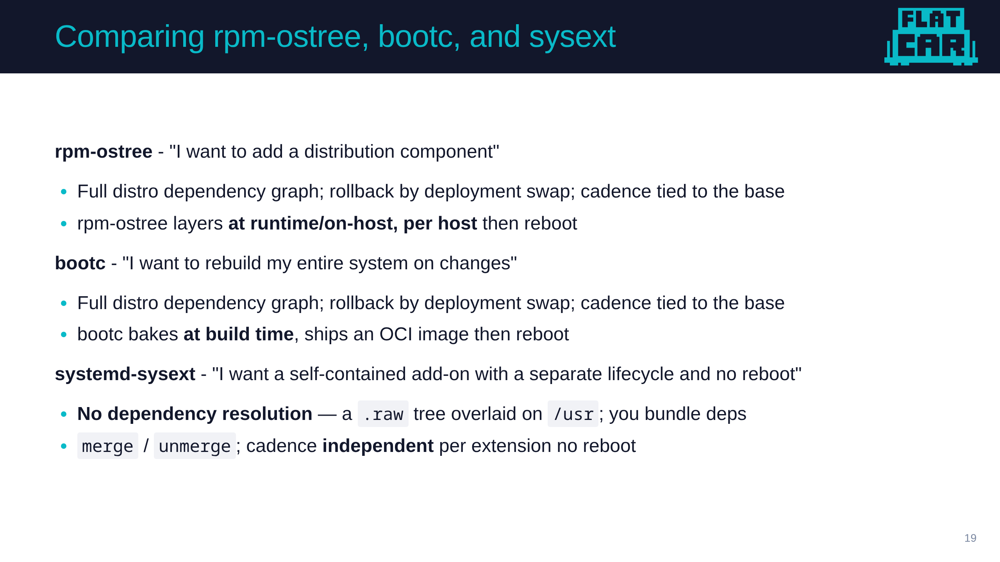 Comparing rpm-ostree, bootc, and sysext
FLAT
CAR
rpm-ostree - "I want to add a distribution component"
• Full distro dependency graph; rollback by deployment swap; cadence tied to the base
• rpm-ostree layers at runtime/on-host, per host then reboot
bootc - "I want to rebuild my entire system on changes"
• Full distro dependency graph; rollback by deployment swap; cadence tied to the base
• bootc bakes at build time, ships an OCI image then reboot
systemd-sysext - "I want a self-contained add-on with a separate lifecycle and no reboot"
• No dependency resolution — a .raw tree overlaid on /usr; you bundle deps
• merge / unmerge; cadence independent per extension no reboot
19